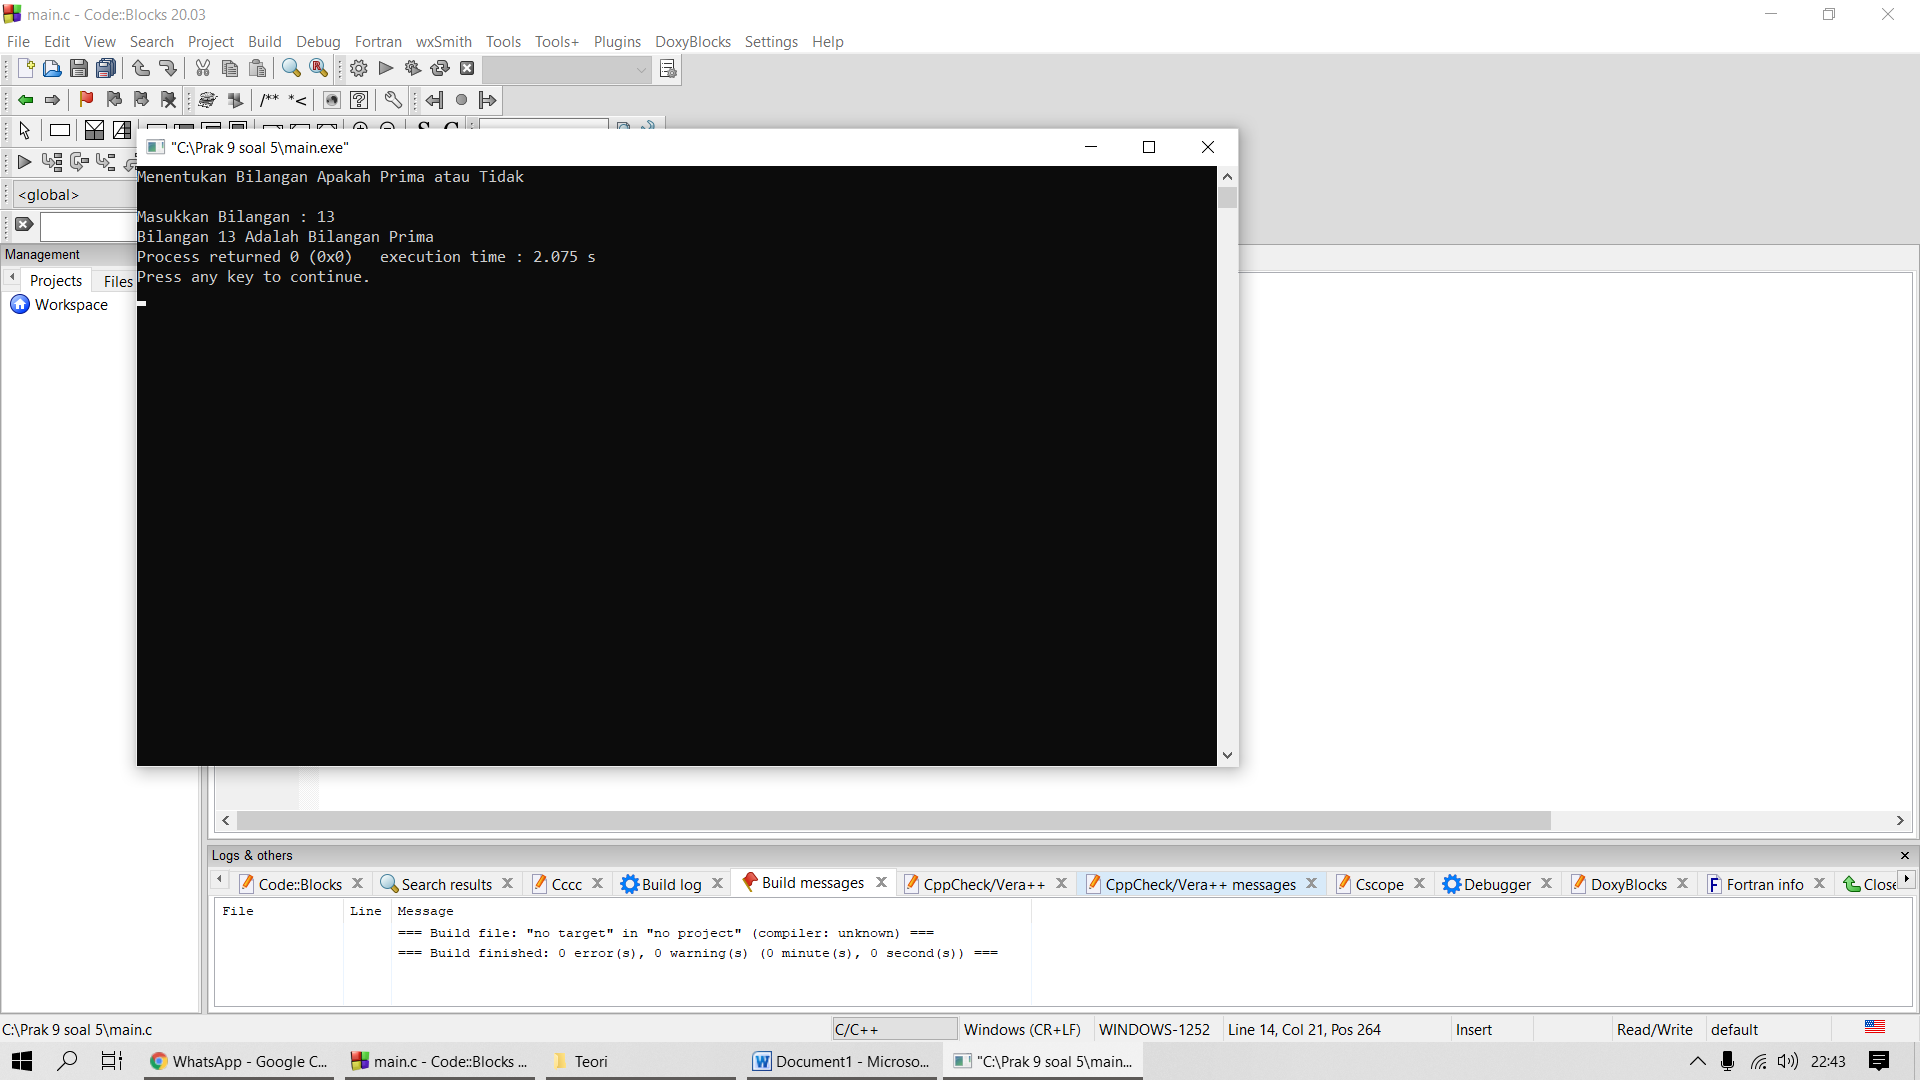 main.c - Code::Blocks 20.03
File Edit View Search Project Build Debug Fortran wxSmith Tools Tools+ Plugins DoxyBlocks Settings Help
/** *<
<global>
"C:\Prak 9 soal 5\main.exe"
Menentukan Bilangan Apakah Prima atau Tidak
Masukkan Bilangan : 13
Bilangan 13 Adalah Bilangan Prima
Process returned 0 (0x0)   execution time : 2.075 s
Press any key to continue.
Management
Projects Files
Workspace
Logs & others
Code::Blocks Search results Cccc Build log Build messages CppCheck/Vera++ CppCheck/Vera++ messages Cscope Debugger DoxyBlocks Fortran info
File Line Message
=== Build file: "no target" in "no project" (compiler: unknown) ===
=== Build finished: 0 error(s), 0 warning(s) (0 minute(s), 0 second(s)) ===
C:\Prak 9 soal 5\main.c C/C++ Windows (CR+LF) WINDOWS-1252 Line 14, Col 21, Pos 264 Insert Read/Write default
WhatsApp - Google C... main.c - Code::Blocks ... Teori Document1 - Microso... "C:\Prak 9 soal 5\main... 22:43